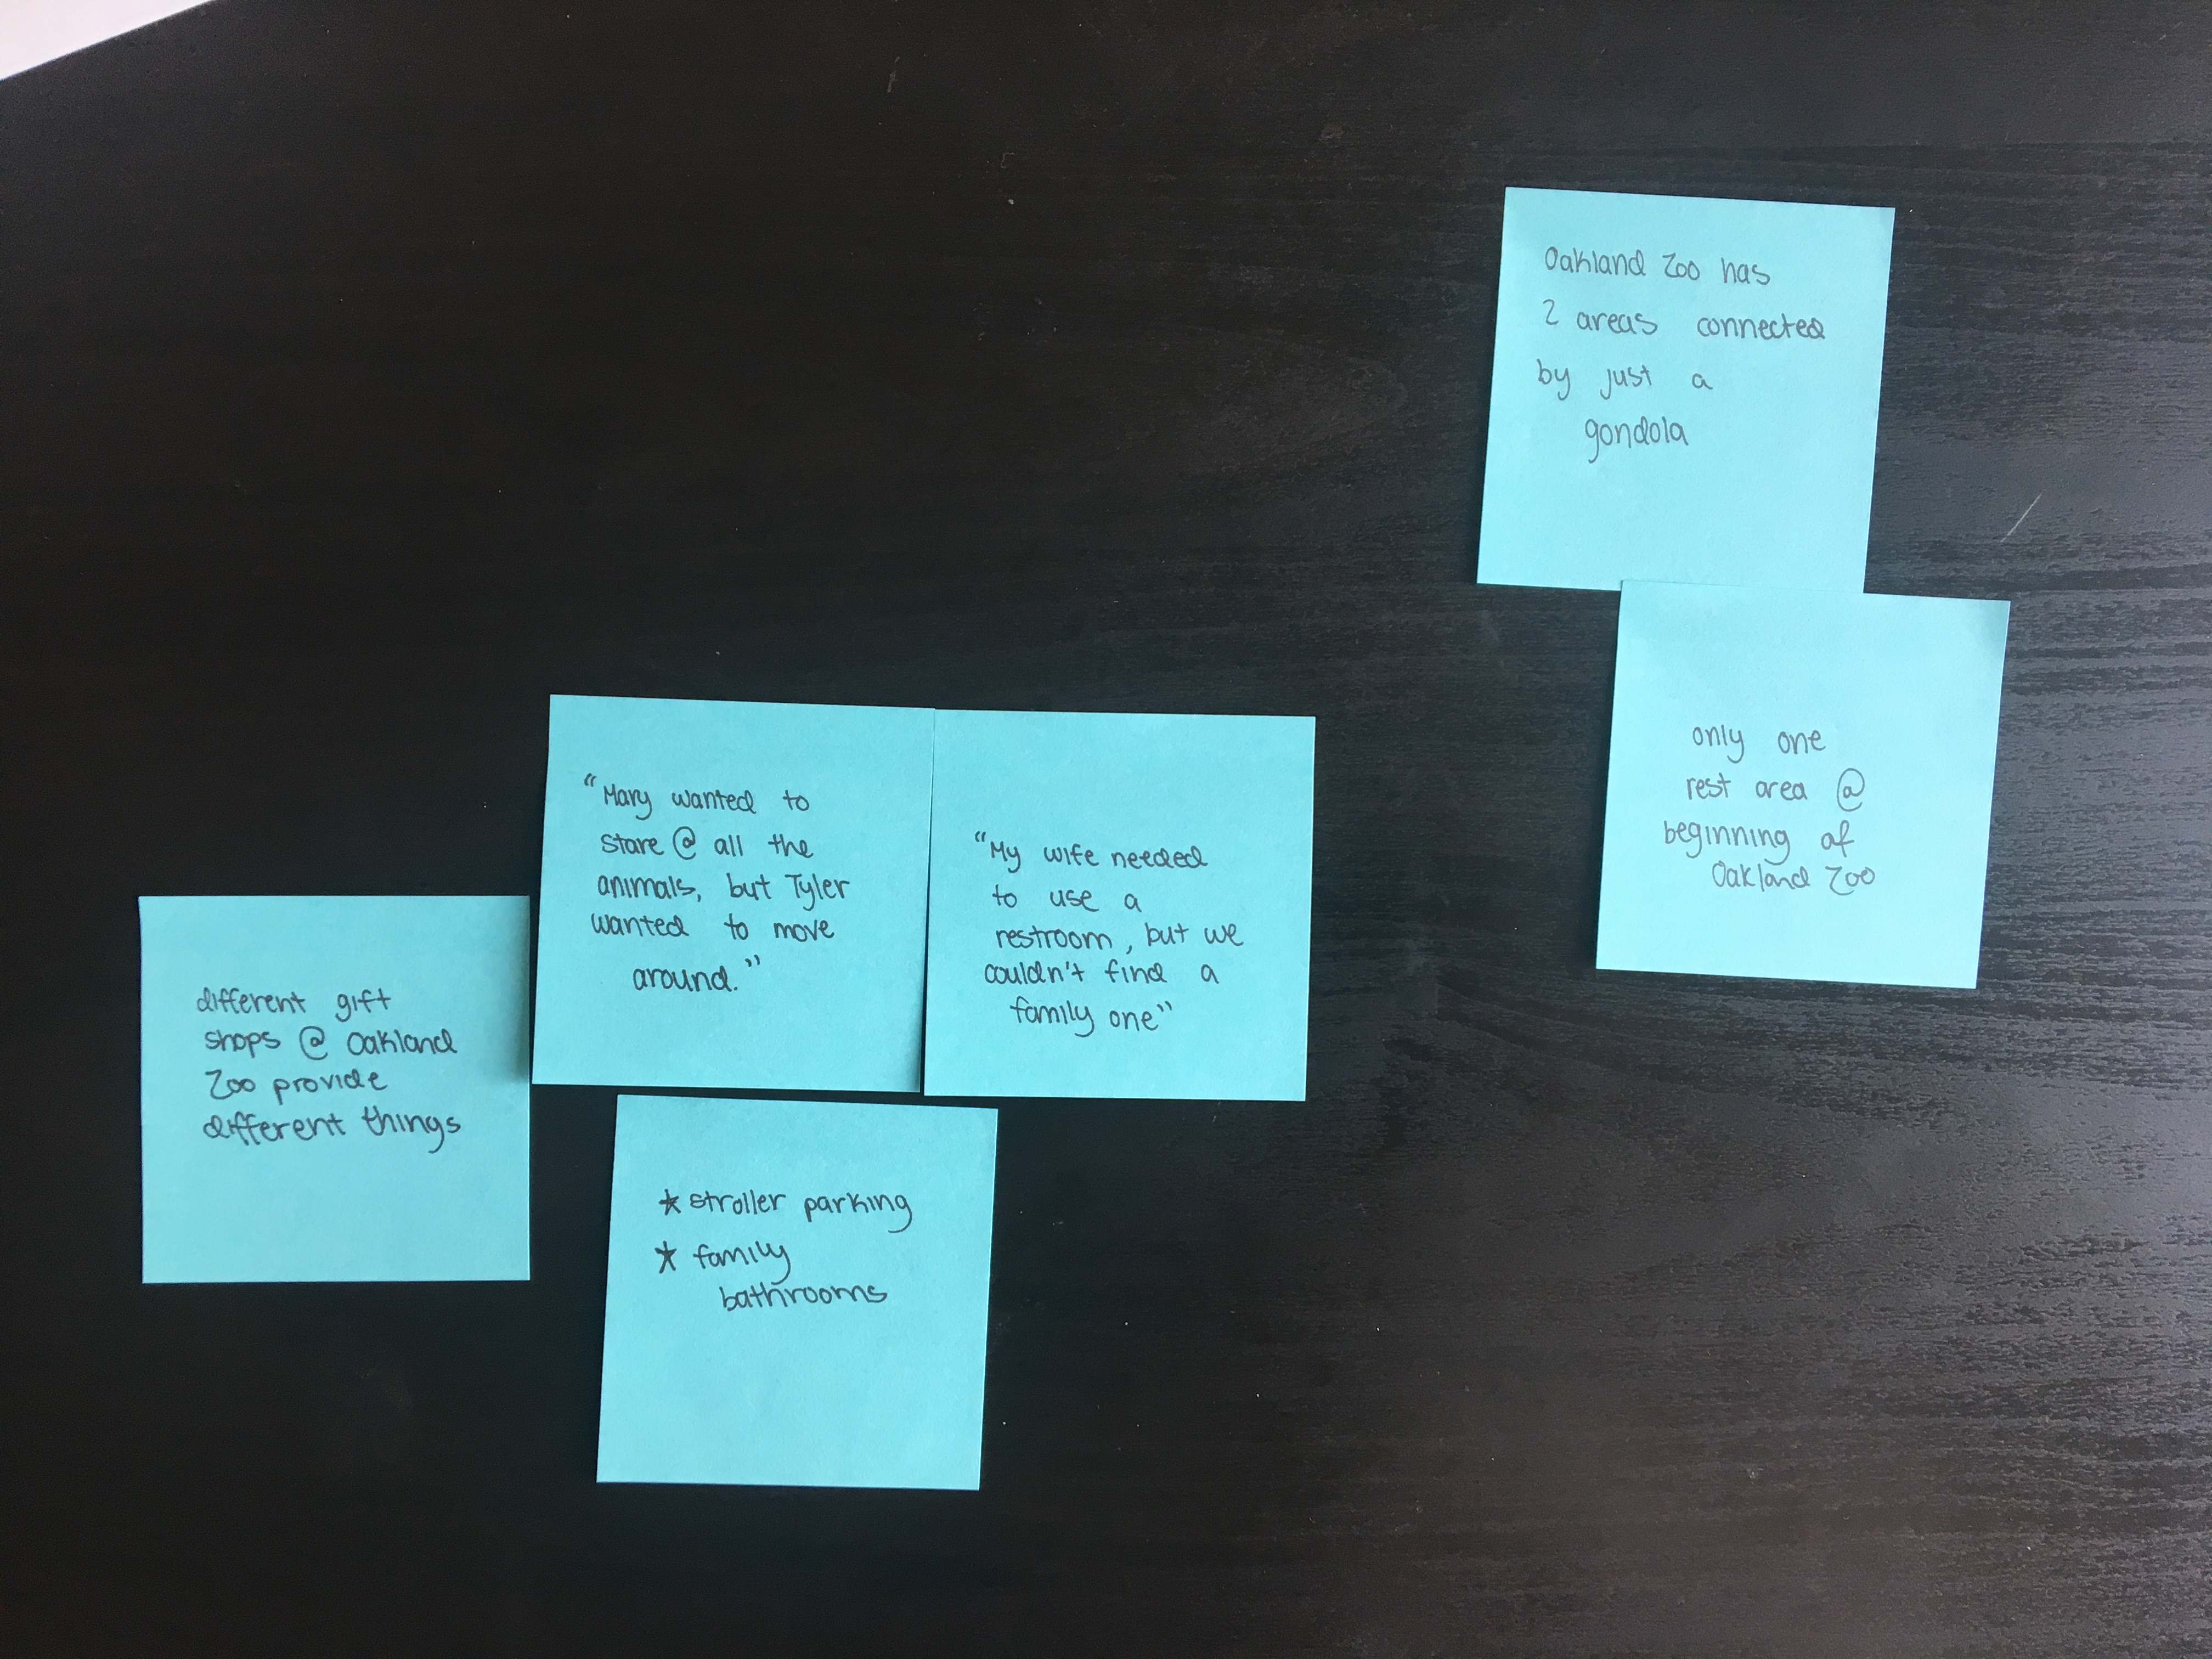 Oakland Zoo has
2 areas connected
by just a
gondola
only one
rest area @
beginning of
Oakland Zoo
"Mary wanted to
stare @ all the
animals, but Tyler
wanted to move
around."
"My wife needed
to use a
restroom, but we
couldn't find a
family one"
different gift
shops @ Oakland
Zoo provide
different things
★ stroller parking
★ family
bathrooms